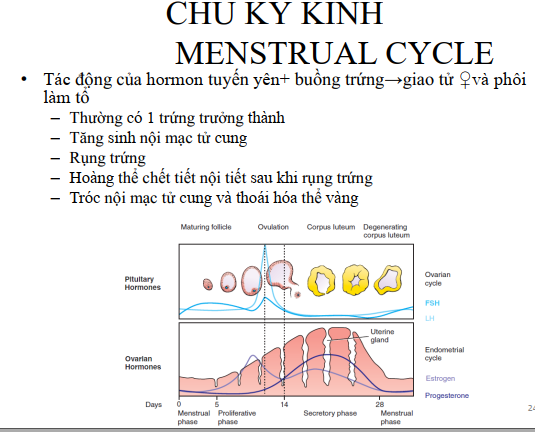 CHU KỲ KINH
MENSTRUAL CYCLE
• Tác động của hormon tuyến yên+ buồng trứng→giao tử ♀và phôi
làm tổ
– Thường có 1 trứng trưởng thành
– Tăng sinh nội mạc tử cung
– Rụng trứng
– Hoàng thể chết tiết nội tiết sau khi rụng trứng
– Tróc nội mạc tử cung và thoái hóa thể vàng
Maturing follicle Ovulation Corpus luteum Degenerating
corpus luteum
Pituitary
Hormones
Ovarian
cycle
FSH
LH
Uterine
gland
Ovarian
Hormones
Endometrial
cycle
Estrogen
Progesterone
Days 0 5 14 28
Menstrual
phase
Proliferative
phase
Secretory phase
Menstrual
phase
24